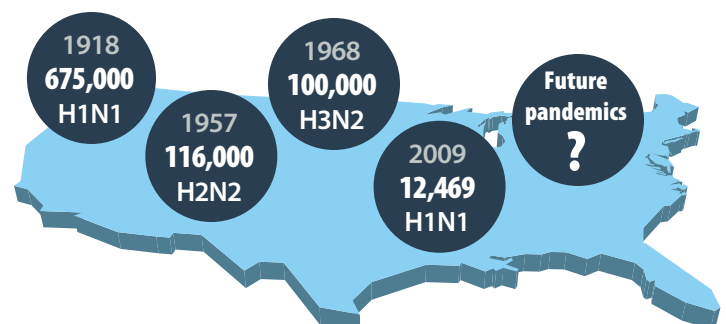 1918
675,000
H1N1
1957
116,000
H2N2
1968
100,000
H3N2
2009
12,469
H1N1
Future
pandemics
?